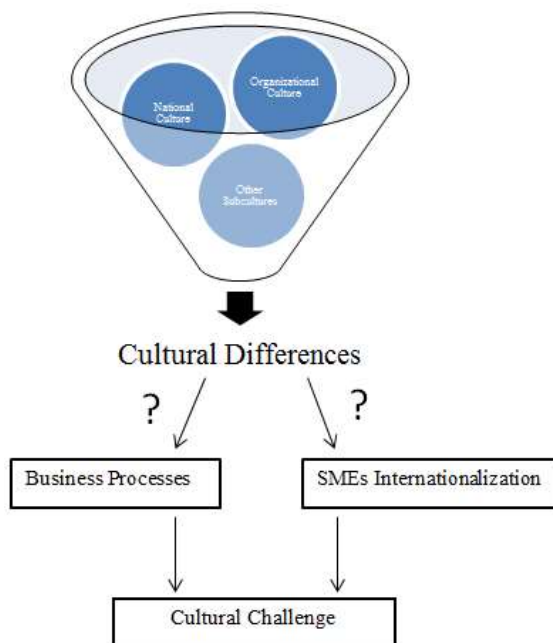 Organizational
Culture
National
Culture
Other
Subcultures
Cultural Differences
?
?
Business Processes
SMEs Internationalization
Cultural Challenge